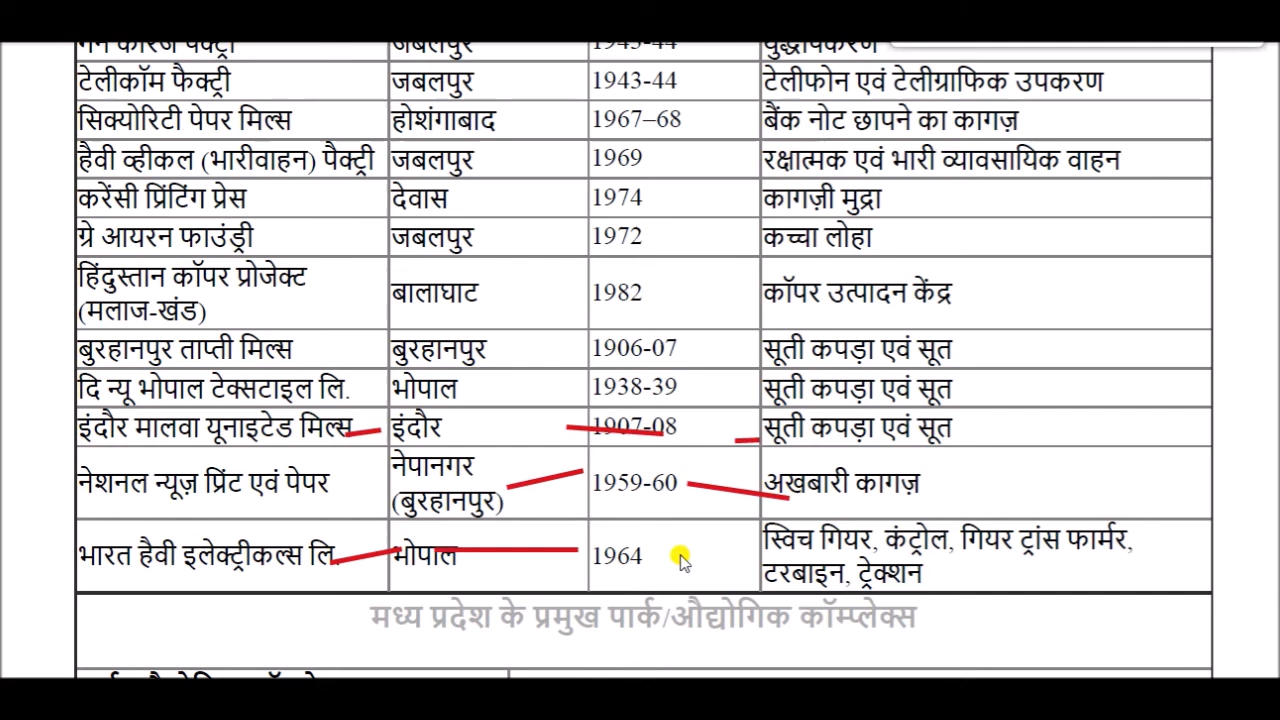 टेलीकॉम फैक्ट्री जबलपुर 1943-44 टेलीफोन एवं टेलीग्राफिक उपकरण
सिक्योरिटी पेपर मिल्स होशंगाबाद 1967–68 बैंक नोट छापने का कागज़
हैवी व्हीकल (भारीवाहन) पैक्ट्री जबलपुर 1969 रक्षात्मक एवं भारी व्यावसायिक वाहन
करेंसी प्रिंटिंग प्रेस देवास 1974 कागज़ी मुद्रा
ग्रे आयरन फाउंड्री जबलपुर 1972 कच्चा लोहा
हिंदुस्तान कॉपर प्रोजेक्ट
(मलाज-खंड) बालाघाट 1982 कॉपर उत्पादन केंद्र
बुरहानपुर ताप्ती मिल्स बुरहानपुर 1906-07 सूती कपड़ा एवं सूत
दि न्यू भोपाल टेक्सटाइल लि. भोपाल 1938-39 सूती कपड़ा एवं सूत
इंदौर मालवा यूनाइटेड मिल्स इंदौर 1907-08 सूती कपड़ा एवं सूत
नेशनल न्यूज़ प्रिंट एवं पेपर नेपानगर
(बुरहानपुर) 1959-60 अखबारी कागज़
भारत हैवी इलेक्ट्रीकल्स लि. भोपाल 1964 स्विच गियर, कंट्रोल, गियर ट्रांस फार्मर,
टरबाइन, ट्रेक्शन
मध्य प्रदेश के प्रमुख पार्क/औद्योगिक कॉम्प्लेक्स